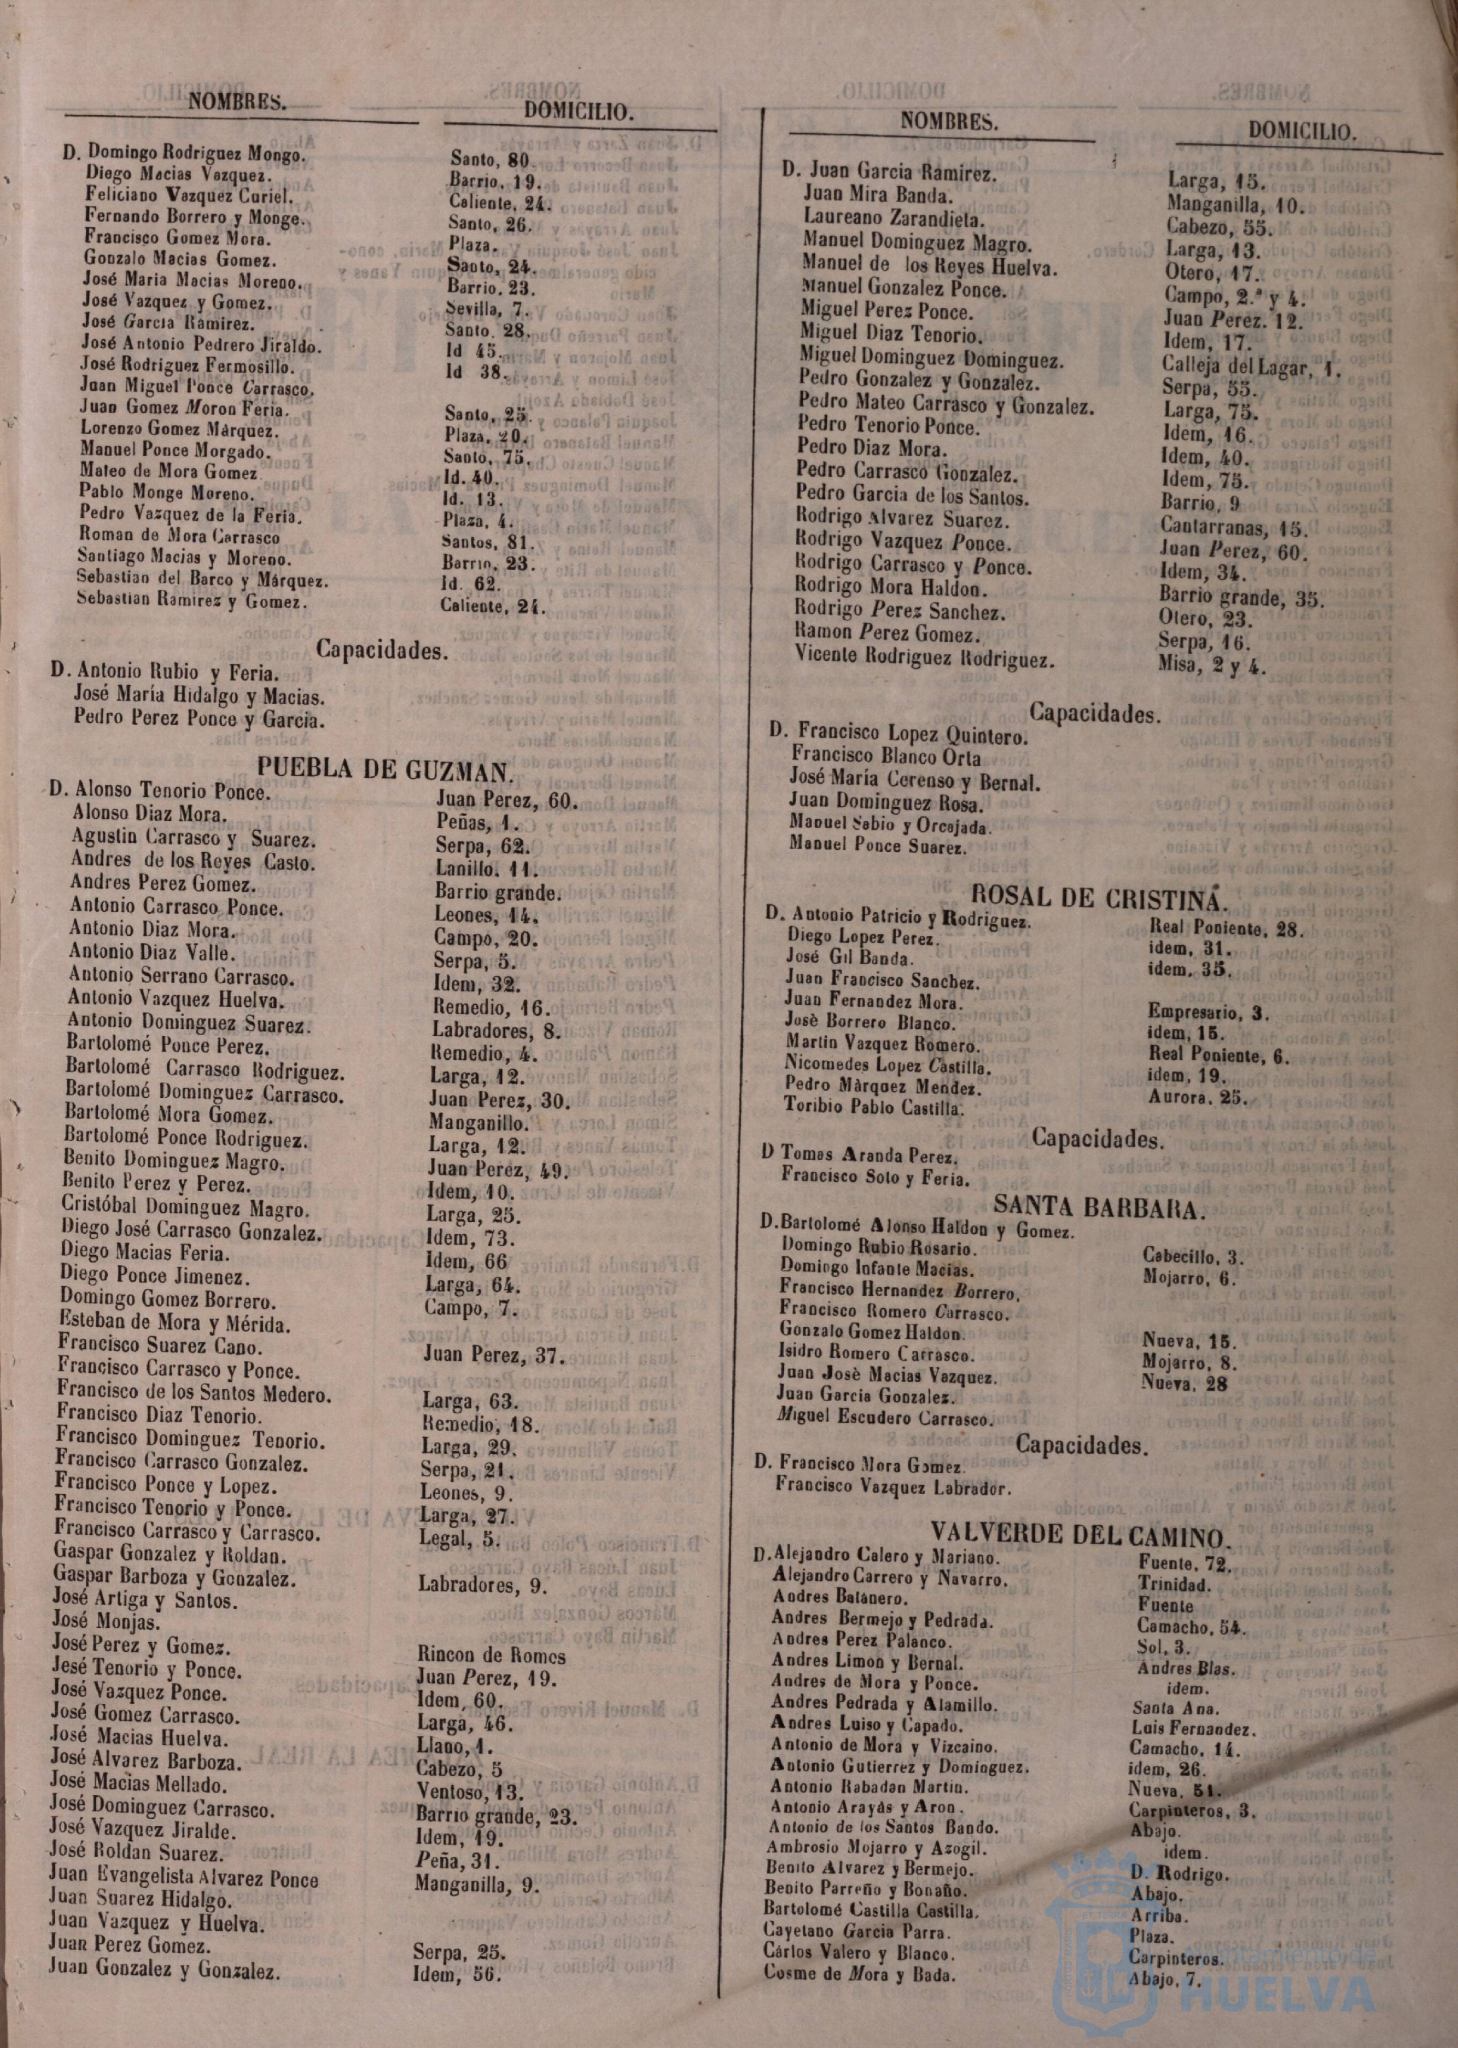 NOMBRES. DOMICILIO.
D. Domingo Rodriguez Mongo. Santo, 80.
Diego Macias Vazquez. Barrio, 19.
Feliciano Vazquez Curiel. Caliente, 24.
Fernando Borrero y Monge. Santo, 26.
Francisco Gomez Mora. Plaza.
Gonzalo Macias Gomez. Santo, 24.
José Maria Macias Moreno. Barrio, 23.
José Vazquez y Gomez. Sevilla, 7.
José Garcia Ramirez. Santo, 28.
José Antonio Pedrero Jiraldo. Id 45.
José Rodriguez Fermosillo. Id 38.
Juan Miguel Ponce Carrasco.
Juan Gomez Moron Feria. Santo, 25.
Lorenzo Gomez Márquez. Plaza, 20.
Manuel Ponce Morgado. Santo, 75.
Mateo de Mora Gomez Id. 40.
Pablo Monge Moreno. Id. 13.
Pedro Vazquez de la Feria. Plaza, 4.
Roman de Mora Carrasco Santos, 81.
Santiago Macias y Moreno. Barrio, 23.
Sebastian del Barco y Márquez. Id. 62.
Sebastian Ramirez y Gomez. Caliente, 24.
Capacidades.
D. Antonio Rubio y Feria.
José María Hidalgo y Macias.
Pedro Perez Ponce y Garcia.
PUEBLA DE GUZMAN.
D. Alonso Tenorio Ponce. Juan Perez, 60.
Alonso Diaz Mora. Peñas, 1.
Agustin Carrasco y Suarez. Serpa, 62.
Andres de los Reyes Casto. Lanillo. 11.
Andres Perez Gomez. Barrio grande.
Antonio Carrasco Ponce. Leones, 14.
Antonio Diaz Mora. Campo, 20.
Antonio Diaz Valle. Serpa, 5.
Antonio Serrano Carrasco. Idem, 32.
Antonio Vazquez Huelva. Remedio, 16.
Antonio Dominguez Suarez. Labradores, 8.
Bartolomé Ponce Perez. Remedio, 4.
Bartolomé Carrasco Rodriguez. Larga, 12.
Bartolomé Dominguez Carrasco. Juan Perez, 30.
Bartolomé Mora Gomez. Manganillo.
Bartolomé Ponce Rodriguez. Larga, 12.
Benito Dominguez Magro. Juan Perez, 49.
Benito Perez y Perez. Idem, 10.
Cristóbal Dominguez Magro. Larga, 25.
Diego José Carrasco Gonzalez. Idem, 73.
Diego Macias Feria. Idem, 66
Diego Ponce Jimenez. Larga, 64.
Domingo Gomez Borrero. Campo, 7.
Esteban de Mora y Mérida.
Francisco Suarez Cano. Juan Perez, 37.
Francisco Carrasco y Ponce.
Francisco de los Santos Medero. Larga, 63.
Francisco Diaz Tenorio. Remedio, 18.
Francisco Dominguez Tenorio. Larga, 29.
Francisco Carrasco Gonzalez. Serpa, 21.
Francisco Ponce y Lopez. Leones, 9.
Francisco Tenorio y Ponce. Larga, 27.
Francisco Carrasco y Carrasco. Legal, 5.
Gaspar Gonzalez y Roldan.
Gaspar Barboza y Gonzalez. Labradores, 9.
José Artiga y Santos.
José Monjas.
José Perez y Gomez. Rincon de Romes
Jesé Tenorio y Ponce. Juan Perez, 19.
José Vazquez Ponce. Idem, 60.
José Gomez Carrasco. Larga, 46.
José Macias Huelva. Llano, 1.
José Alvarez Barboza. Cabezo, 5
José Macias Mellado. Ventoso, 13.
José Dominguez Carrasco. Barrio grande, 23.
José Vazquez Jiralde. Idem, 19.
José Roldan Suarez. Peña, 31.
Juan Evangelista Alvarez Ponce Manganilla, 9.
Juan Suarez Hidalgo.
Juan Vazquez y Huelva.
Juan Perez Gomez. Serpa, 25.
Juan Gonzalez y Gonzalez. Idem, 56.
NOMBRES. DOMICILIO.
D. Juan Garcia Ramirez. Larga, 15.
Juan Mira Banda. Manganilla, 10.
Laureano Zarandieta. Cabezo, 55.
Manuel Dominguez Magro. Larga, 13.
Manuel de los Reyes Huelva. Otero, 17.
Manuel Gonzalez Ponce. Campo, 2.ª y 4.
Miguel Perez Ponce. Juan Perez. 12.
Miguel Diaz Tenorio. Idem, 17.
Miguel Dominguez Dominguez. Calleja del Lagar, 1.
Pedro Gonzalez y Gonzalez. Serpa, 55.
Pedro Mateo Carrasco y Gonzalez. Larga, 75.
Pedro Tenorio Ponce. Idem, 16.
Pedro Diaz Mora. Idem, 40.
Pedro Carrasco Gonzalez. Idem, 75.
Pedro Garcia de los Santos. Barrio, 9
Rodrigo Alvarez Suarez. Cantarranas, 15.
Rodrigo Vazquez Ponce. Juan Perez, 60.
Rodrigo Carrasco y Ponce. Idem, 34.
Rodrigo Mora Haldon. Barrio grande, 35.
Rodrigo Perez Sanchez. Otero, 23.
Ramon Perez Gomez. Serpa, 16.
Vicente Rodriguez Rodriguez. Misa, 2 y 4.
Capacidades.
D. Francisco Lopez Quintero.
Francisco Blanco Orta
José María Cerenso y Bernal.
Juan Dominguez Rosa.
Manuel Sabio y Orcajada.
Manuel Ponce Suarez.
ROSAL DE CRISTINA.
D. Antonio Patricio y Rodriguez. Real Poniente, 28.
Diego Lopez Perez. idem, 31.
José Gil Banda. idem, 35.
Juan Francisco Sanchez.
Juan Fernandez Mora. Empresario, 3.
Josè Borrero Blanco. idem, 15.
Martin Vazquez Romero. Real Poniente, 6.
Nicomedes Lopez Castilla. idem, 19.
Pedro Màrquez Mendez. Aurora, 25.
Toribio Pablo Castilla.
Capacidades.
D Tomas Aranda Perez.
Francisco Soto y Feria.
SANTA BARBARA.
D. Bartolomé Alonso Haldon y Gomez.
Domingo Rubio Rosario. Cabecillo, 3.
Domingo Infante Macias. Mojarro, 6.
Francisco Hernandez Borrero.
Francisco Romero Carrasco.
Gonzalo Gomez Haldon. Nueva, 15.
Isidro Romero Carrasco. Mojarro, 8.
Juan Josè Macias Vazquez. Nueva, 28
Juan Garcia Gonzalez.
Miguel Escudero Carrasco.
Capacidades.
D. Francisco Mora Gomez.
Francisco Vazquez Labrador.
VALVERDE DEL CAMINO.
D. Alejandro Calero y Mariano. Fuente, 72.
Alejandro Carrero y Navarro. Trinidad.
Andres Batanero. Fuente
Andres Bermejo y Pedrada. Camacho, 54.
Andres Perez Palanco. Sol, 3.
Andres Limon y Bernal. Andres Blas.
Andres de Mora y Ponce. idem.
Andres Pedrada y Alamillo. Santa Ana.
Andres Luiso y Capado. Luis Fernandez.
Antonio de Mora y Vizcaino. Camacho, 14.
Antonio Gutierrez y Dominguez. idem, 26.
Antonio Rabadan Martin. Nueva, 51.
Antonio Arayás y Aron. Carpinteros, 3.
Antonio de los Santos Bando. Abajo.
Ambrosio Mojarro y Azogil. idem.
Benito Alvarez y Bermejo. D. Rodrigo.
Benito Parreño y Bonaño. Abajo.
Bartolomé Castilla Castilla. Arriba.
Cayetano Garcia Parra. Plaza.
Cárlos Valero y Blanco. Carpinteros.
Cosme de Mora y Bada. Abajo, 7.
Ayuntamiento de
HUELVA